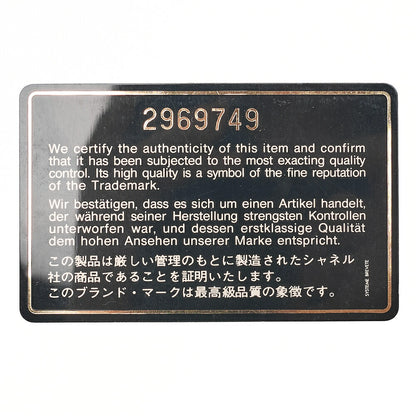 2969749
We certify the authenticity of this item and confirm
that it has been subjected to the most exacting quality
control. Its high quality is a symbol of the fine reputation
of the Trademark.
Wir bestätigen, dass es sich um einen Artikel handelt,
der während seiner Herstellung strengsten Kontrollen
unterworfen war, und dessen erstklassige Qualität
dem hohen Ansehen unserer Marke entspricht.
この製品は厳しい管理のもとに製造されたシャネル
社の商品であることを証明いたします。
このブランド・マークは最高級品質の象徴です。
SYSTEME BREVETE